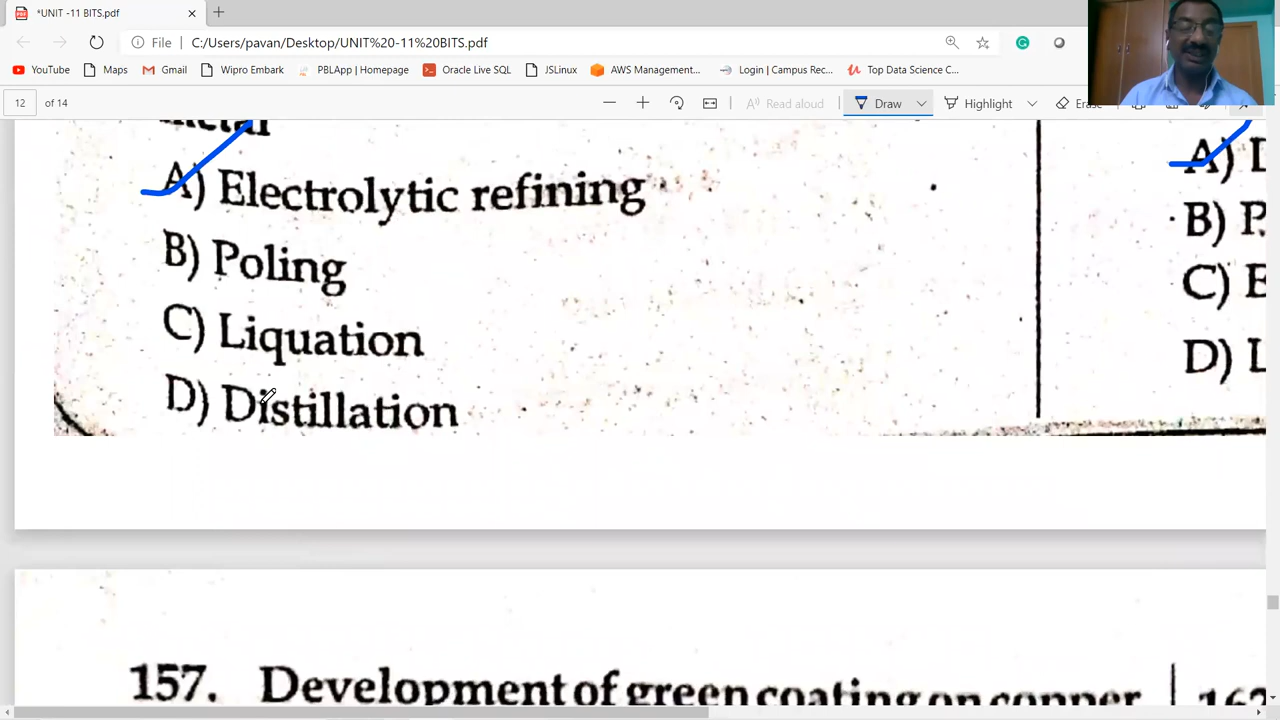 *UNIT -11 BITS.pdf
File
C:/Users/pavan/Desktop/UNIT%20-11%20BITS.pdf
YouTube
Maps
Gmail
Wipro Embark
PBLApp | Homepage
Oracle Live SQL
JSLinux
AWS Management...
Login | Campus Rec...
Top Data Science C...
12 of 14
Read aloud
Draw
Highlight
metal
A) Electrolytic refining
B) Poling
C) Liquation
D) Distillation
A)
B) P
C) E
D) L
157. Development of green coating on copper